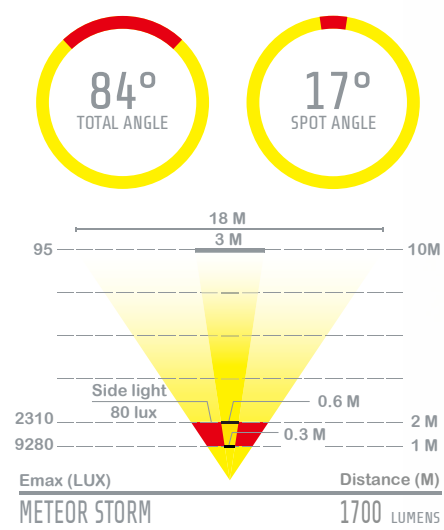 84° 17°
TOTAL ANGLE SPOT ANGLE
18 M
3 M
95 10M
Side light
80 lux
0.6 M
2310 2 M
0.3 M
9280 1 M
Emax (LUX) Distance (M)
METEOR STORM 1700 LUMENS